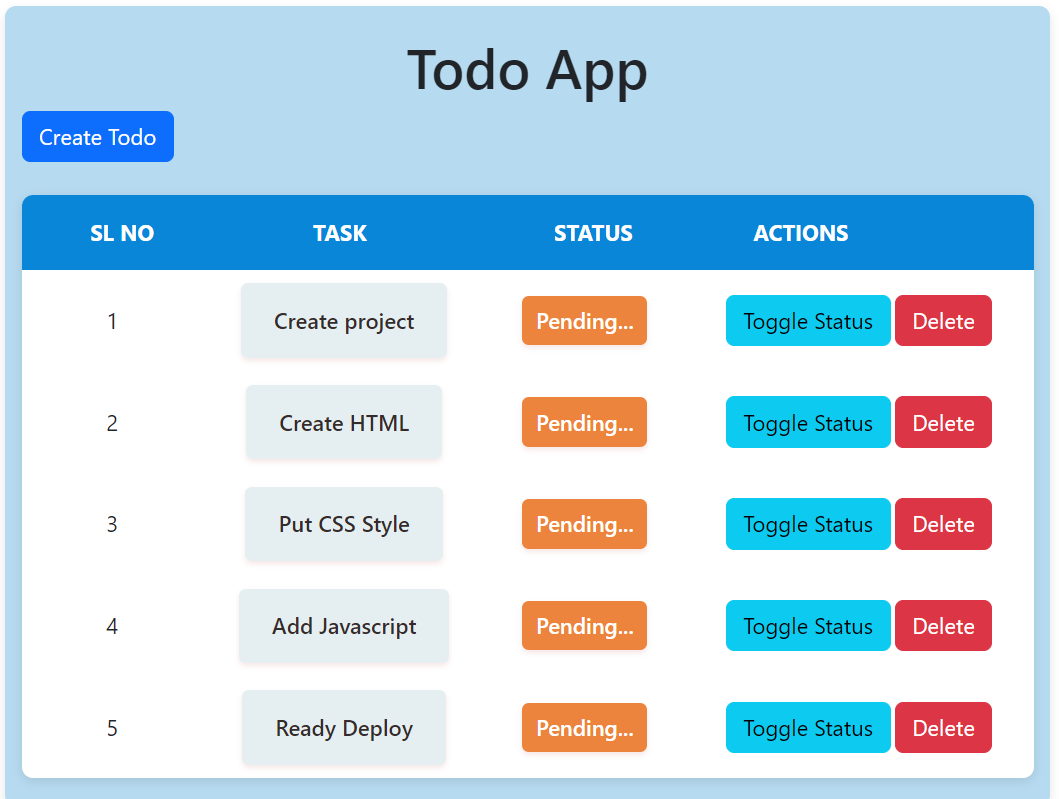 Todo App
Create Todo
SL NO TASK STATUS ACTIONS
1 Create project Pending... Toggle Status Delete
2 Create HTML Pending... Toggle Status Delete
3 Put CSS Style Pending... Toggle Status Delete
4 Add Javascript Pending... Toggle Status Delete
5 Ready Deploy Pending... Toggle Status Delete